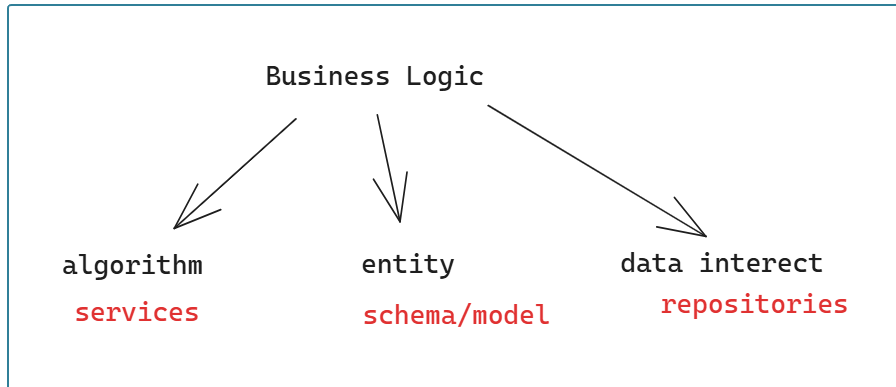 Business Logic
algorithm
services
entity
schema/model
data interect
repositories